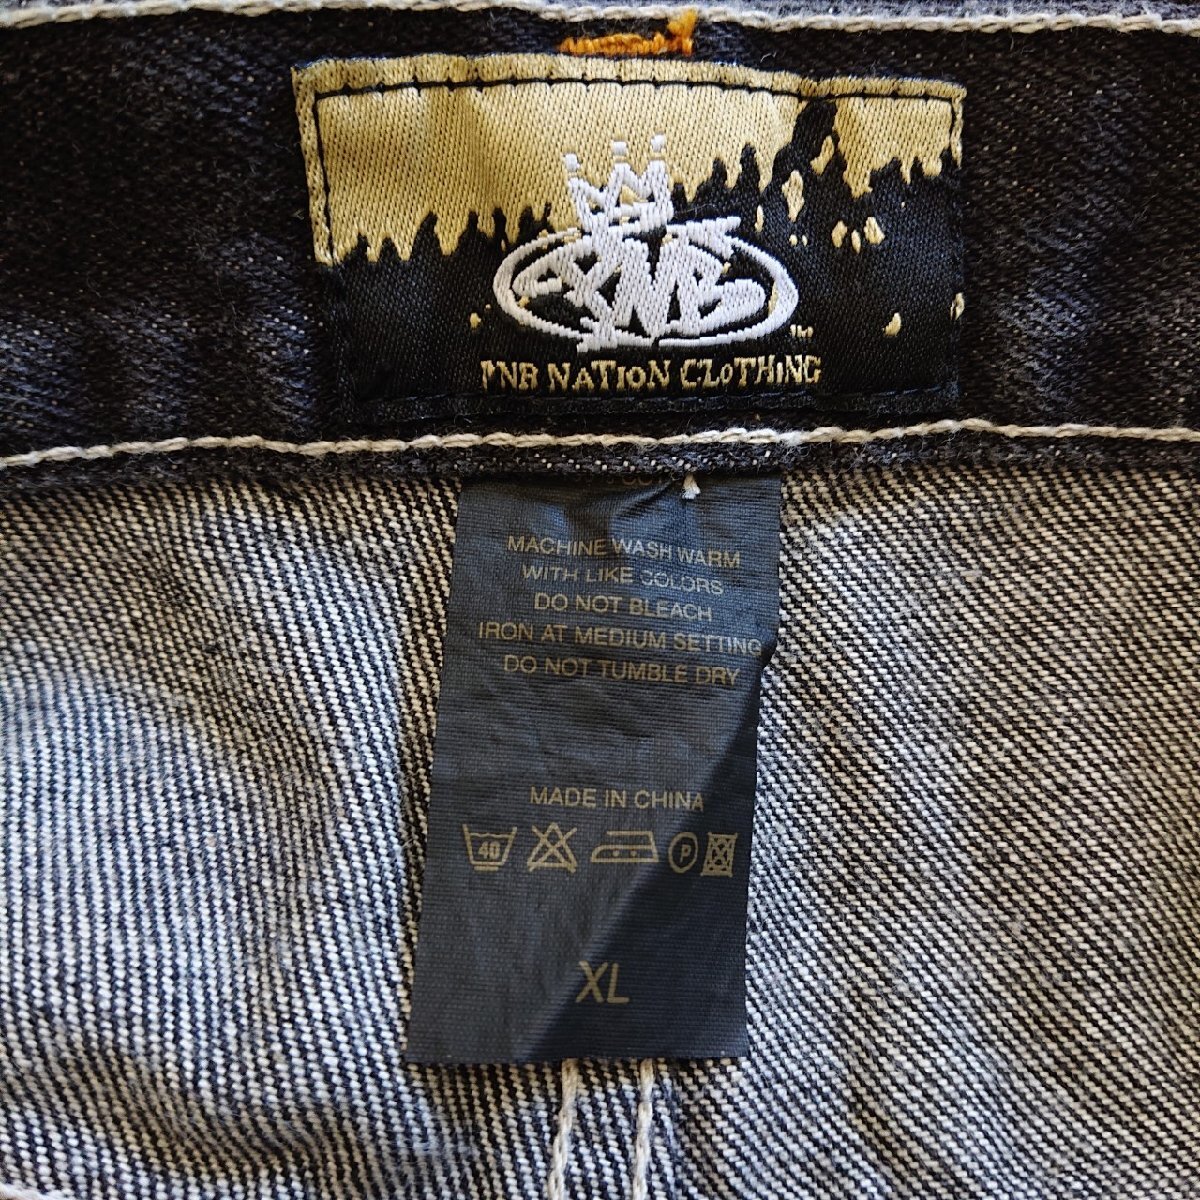 PNB
TM
PNB NATiON CLoTHiNG
MACHINE WASH WARM
WITH LIKE COLORS
DO NOT BLEACH
IRON AT MEDIUM SETTING
DO NOT TUMBLE DRY
MADE IN CHINA
40 P
XL